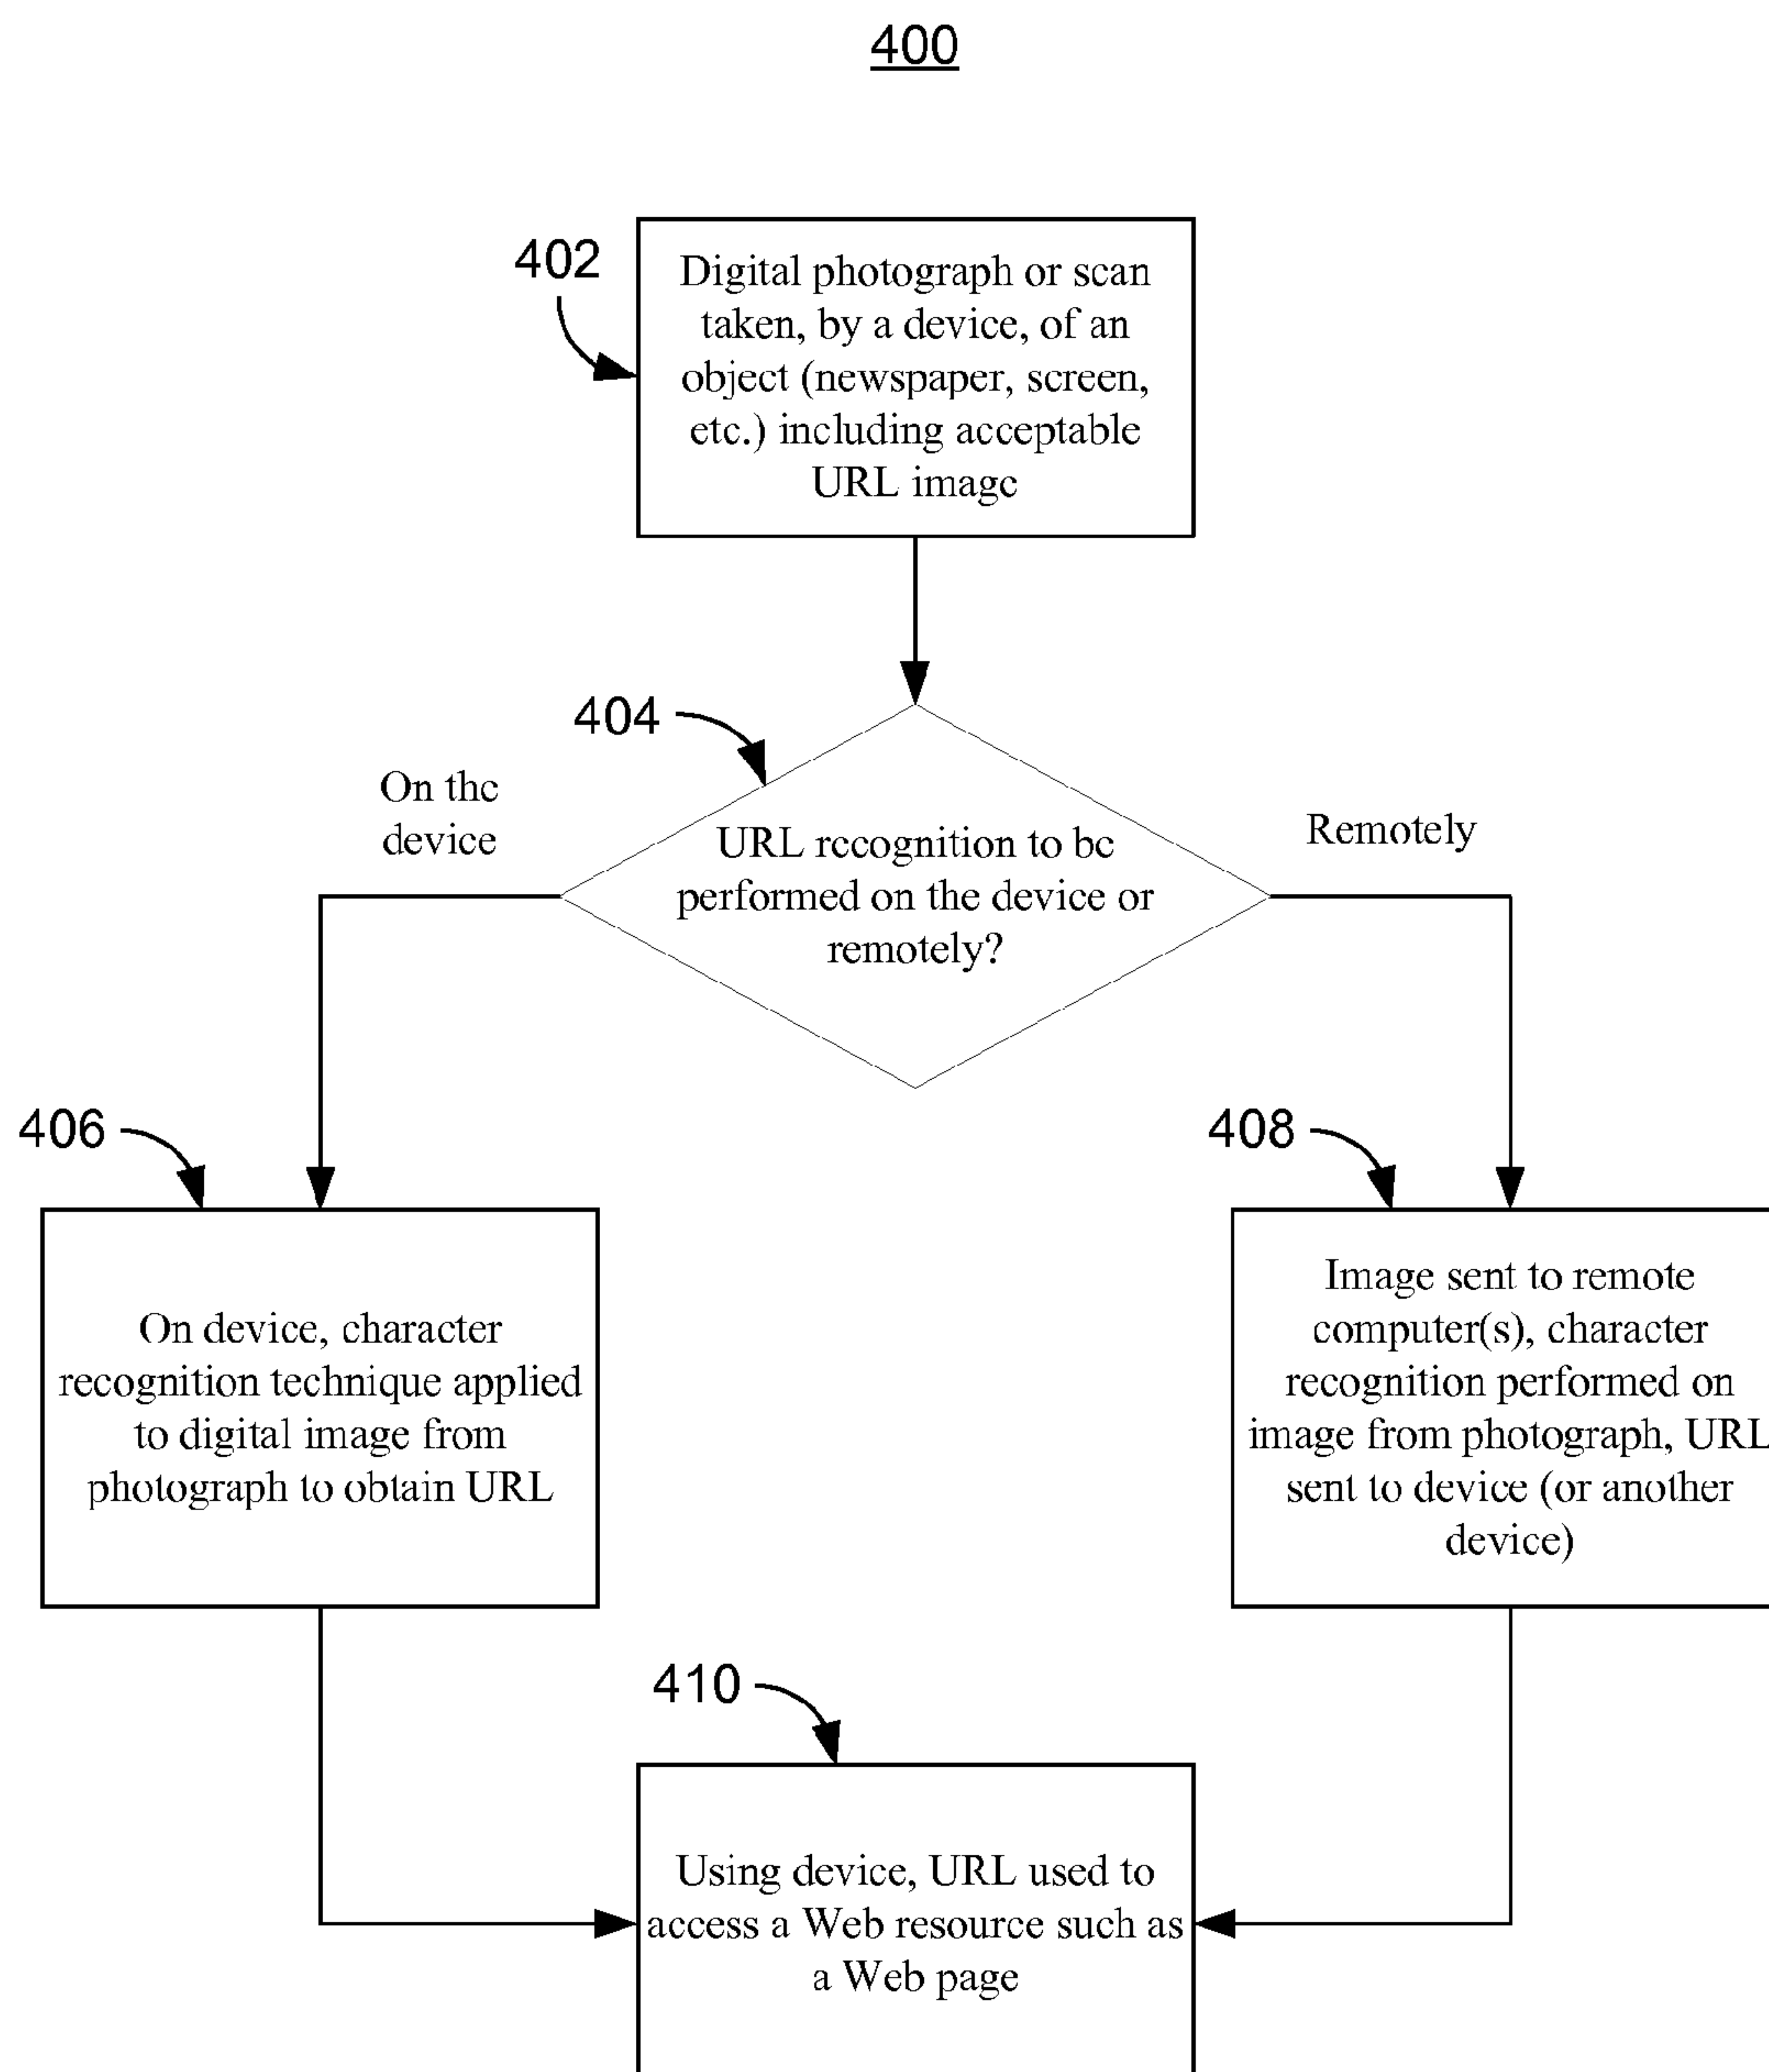 400
402
Digital photograph or scan
taken, by a device, of an
object (newspaper, screen,
etc.) including acceptable
URL image
404
On the
device
URL recognition to be
performed on the device or
remotely?
Remotely
406
On device, character
recognition technique applied
to digital image from
photograph to obtain URL
408
Image sent to remote
computer(s), character
recognition performed on
image from photograph, URL
sent to device (or another
device)
410
Using device, URL used to
access a Web resource such as
a Web page